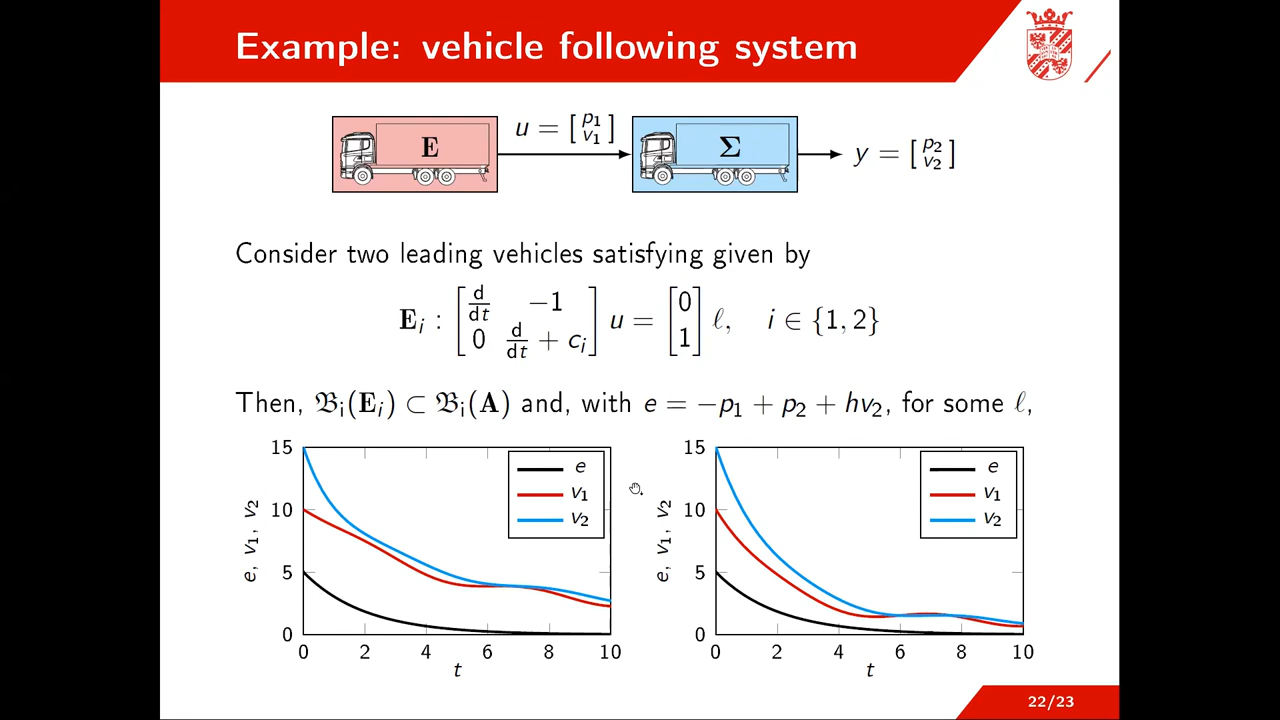 Example: vehicle following system
E
u = [p₁ v₁]
Σ
y = [p₂ v₂]
Consider two leading vehicles satisfying given by
Eᵢ : [d/dt −1; 0 d/dt + cᵢ] u = [0; 1] ℓ, i ∈ {1, 2}
Then, 𝔅ᵢ(Eᵢ) ⊂ 𝔅ᵢ(A) and, with e = −p₁ + p₂ + hv₂, for some ℓ,
e, v₁, v₂
15
10
5
0
e
v₁
v₂
0 2 4 6 8 10
t
e, v₁, v₂
15
10
5
0
e
v₁
v₂
0 2 4 6 8 10
t
22/23